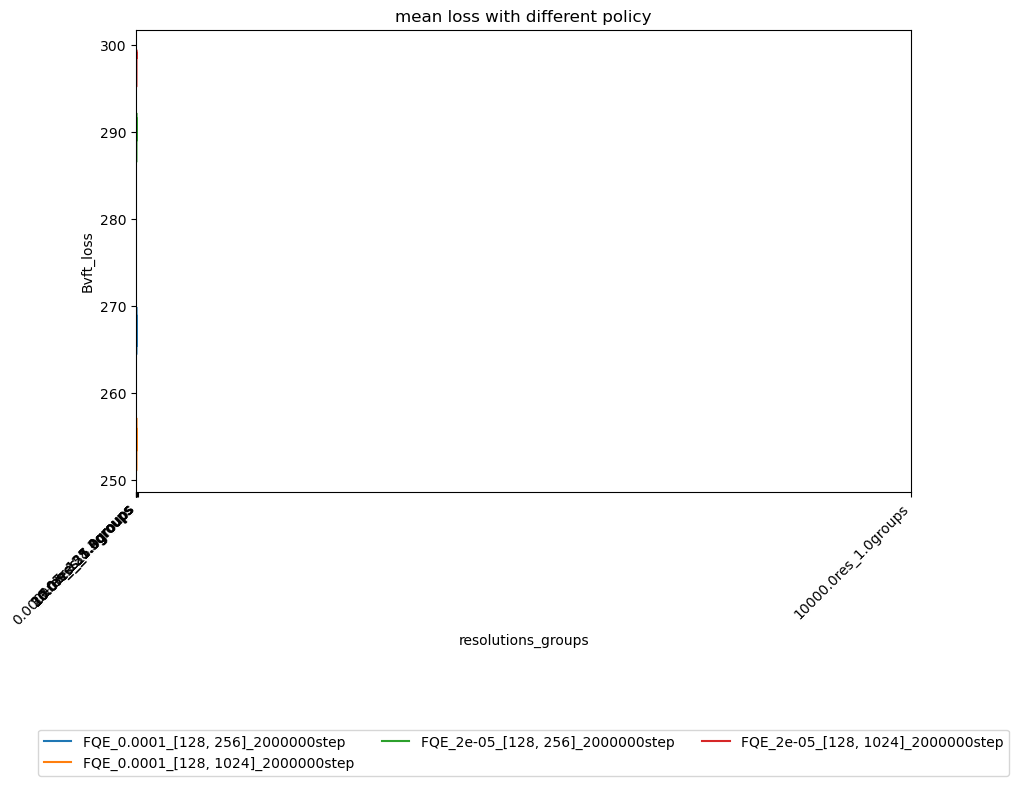 mean loss with different policy
300
290
280
270
260
250
Bvft_loss
10000.0res_1.0groups
resolutions_groups
FQE_0.0001_[128, 256]_2000000step
FQE_2e-05_[128, 256]_2000000step
FQE_2e-05_[128, 1024]_2000000step
FQE_0.0001_[128, 1024]_2000000step